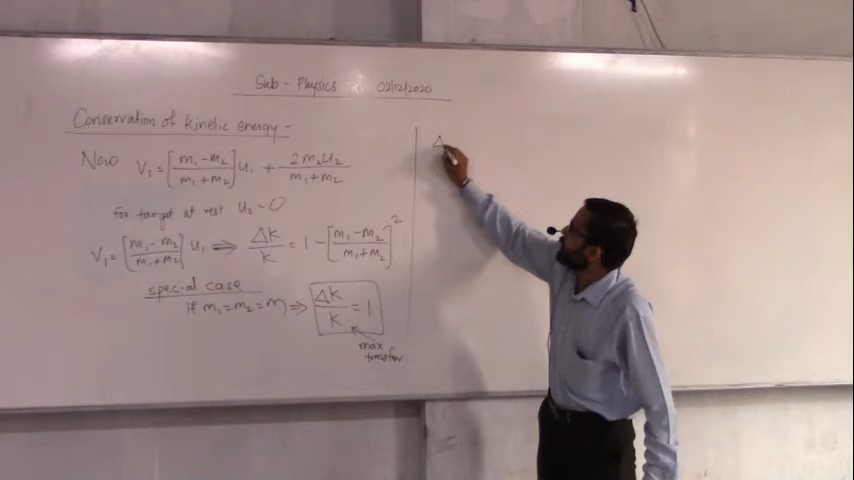 Sub - Physics 02/12/2020
Conservation of kinetic energy -
Now V₁ = [m₁ - m₂ / m₁ + m₂] u₁ + 2m₂u₂ / m₁ + m₂
for target at rest u₂ = 0
V₁ = [m₁ - m₂ / m₁ + m₂] u₁ ⟹ ΔK / K = 1 - [m₁ - m₂ / m₁ + m₂]²
special case
if m₁ = m₂ = m ⟹ ΔK / K = 1
max
transfer
Δ